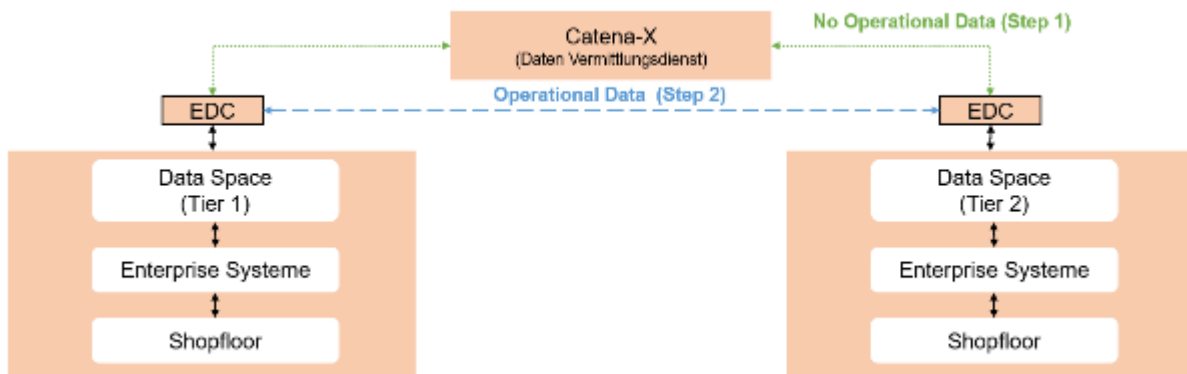 No Operational Data (Step 1)
Catena-X
(Daten Vermittlungsdienst)
Operational Data (Step 2)
EDC
EDC
Data Space
(Tier 1)
Enterprise Systeme
Shopfloor
Data Space
(Tier 2)
Enterprise Systeme
Shopfloor